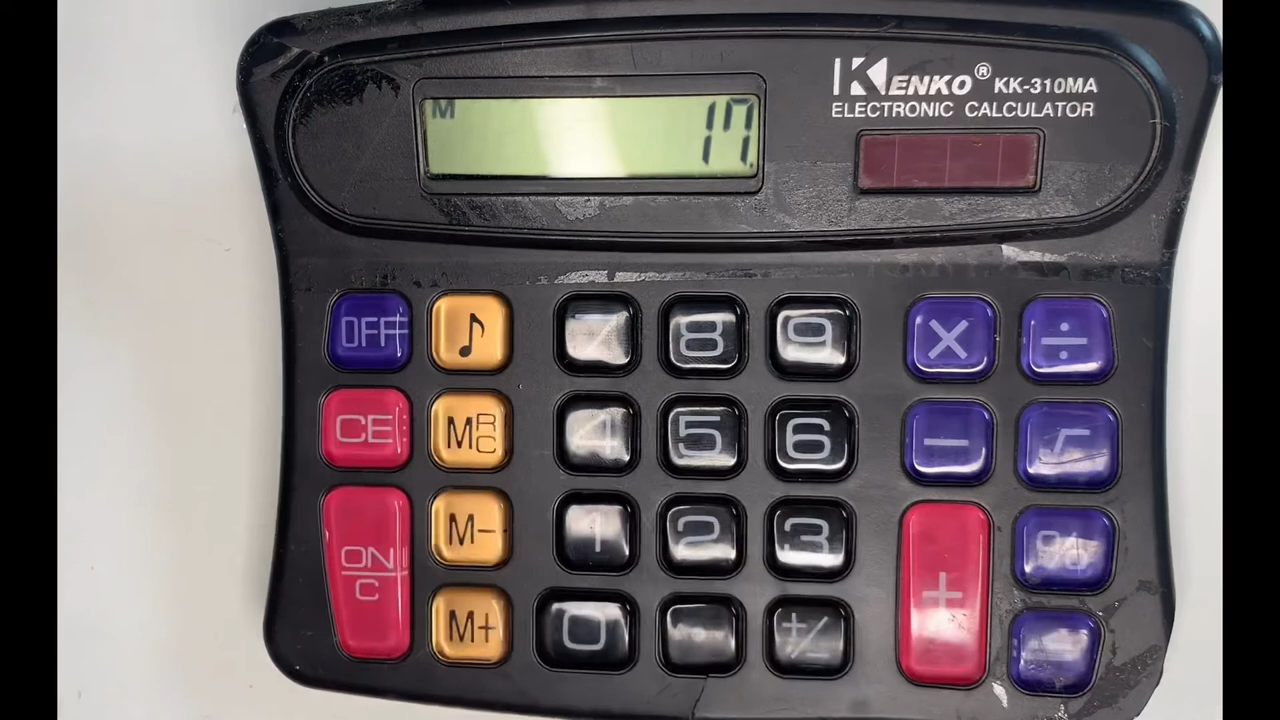 KENKO® KK-310MA
ELECTRONIC CALCULATOR
M 17.
OFF ♪ 7 8 9 × ÷
CE MRC 4 5 6 − √
ON/C M− 1 2 3 + %
M+ 0 . +/−